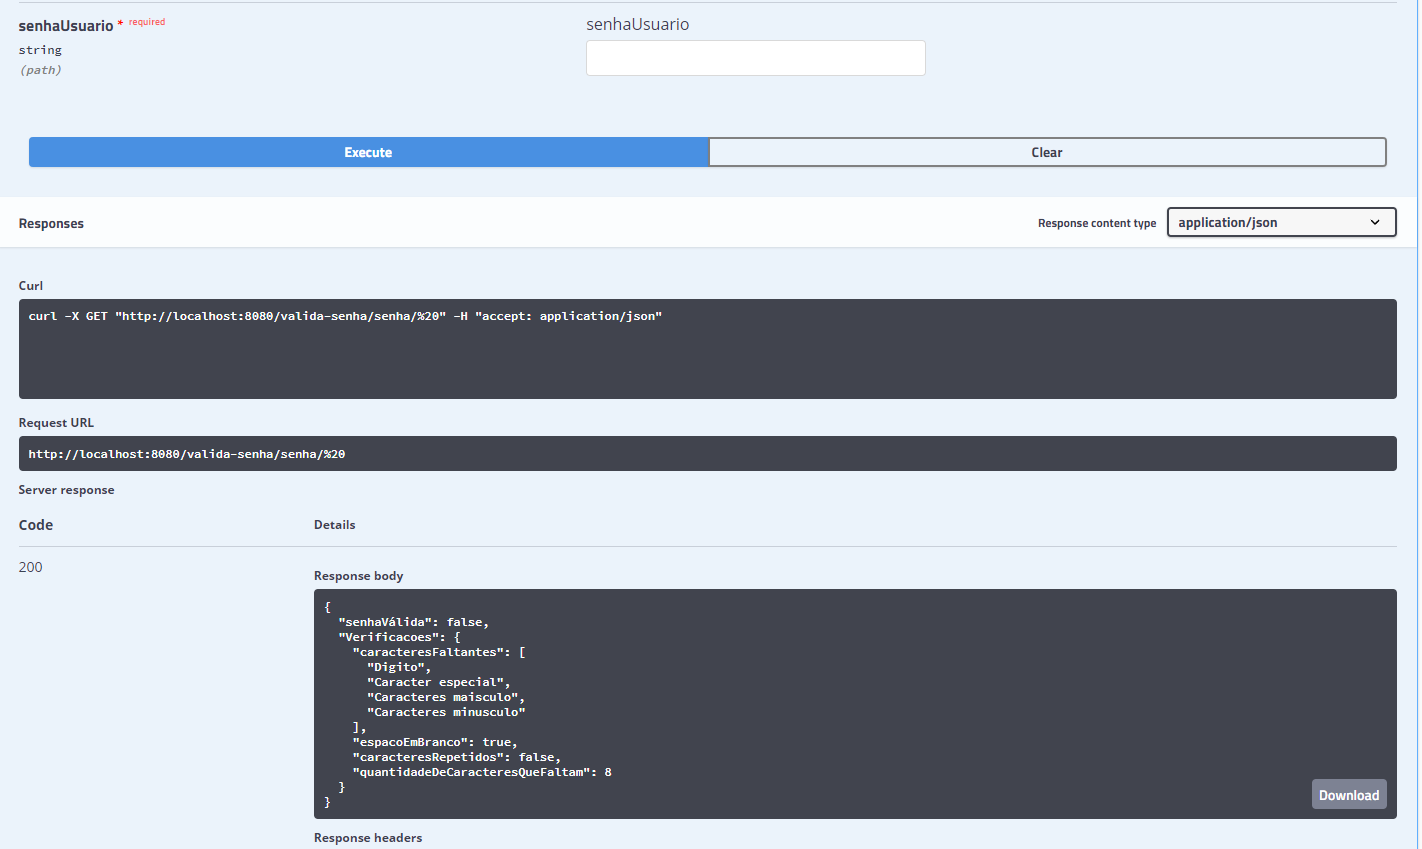 senhaUsuario * required
senhaUsuario
string
(path)
Execute
Clear
Responses
Response content type
application/json
Curl
curl -X GET "http://localhost:8080/valida-senha/senha/%20" -H "accept: application/json"
Request URL
http://localhost:8080/valida-senha/senha/%20
Server response
Code
Details
200
Response body
{
  "senhaVálida": false,
  "Verificacoes": {
    "caracteresFaltantes": [
      "Digito",
      "Caracter especial",
      "Caracteres maisculo",
      "Caracteres minusculo"
    ],
    "espacoEmBranco": true,
    "caracteresRepetidos": false,
    "quantidadeDeCaracteresQueFaltam": 8
  }
}
Download
Response headers